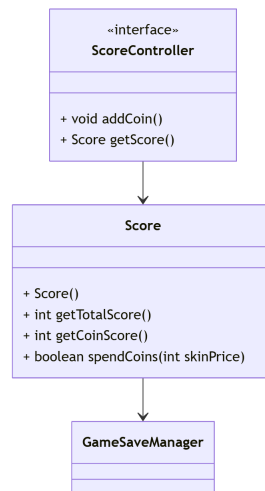 «interface»
ScoreController
+ void addCoin()
+ Score getScore()
Score
+ Score()
+ int getTotalScore()
+ int getCoinScore()
+ boolean spendCoins(int skinPrice)
GameSaveManager